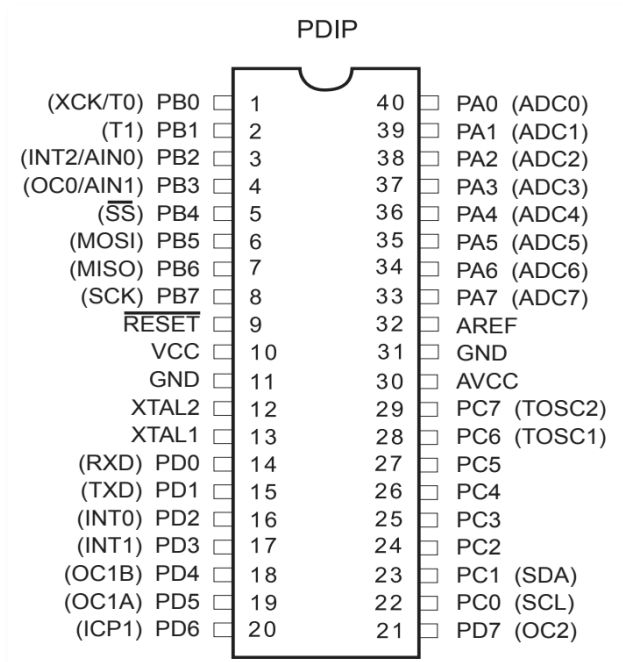 PDIP
(XCK/T0) PB0 1 40 PA0 (ADC0)
(T1) PB1 2 39 PA1 (ADC1)
(INT2/AIN0) PB2 3 38 PA2 (ADC2)
(OC0/AIN1) PB3 4 37 PA3 (ADC3)
(SS) PB4 5 36 PA4 (ADC4)
(MOSI) PB5 6 35 PA5 (ADC5)
(MISO) PB6 7 34 PA6 (ADC6)
(SCK) PB7 8 33 PA7 (ADC7)
RESET 9 32 AREF
VCC 10 31 GND
GND 11 30 AVCC
XTAL2 12 29 PC7 (TOSC2)
XTAL1 13 28 PC6 (TOSC1)
(RXD) PD0 14 27 PC5
(TXD) PD1 15 26 PC4
(INT0) PD2 16 25 PC3
(INT1) PD3 17 24 PC2
(OC1B) PD4 18 23 PC1 (SDA)
(OC1A) PD5 19 22 PC0 (SCL)
(ICP1) PD6 20 21 PD7 (OC2)